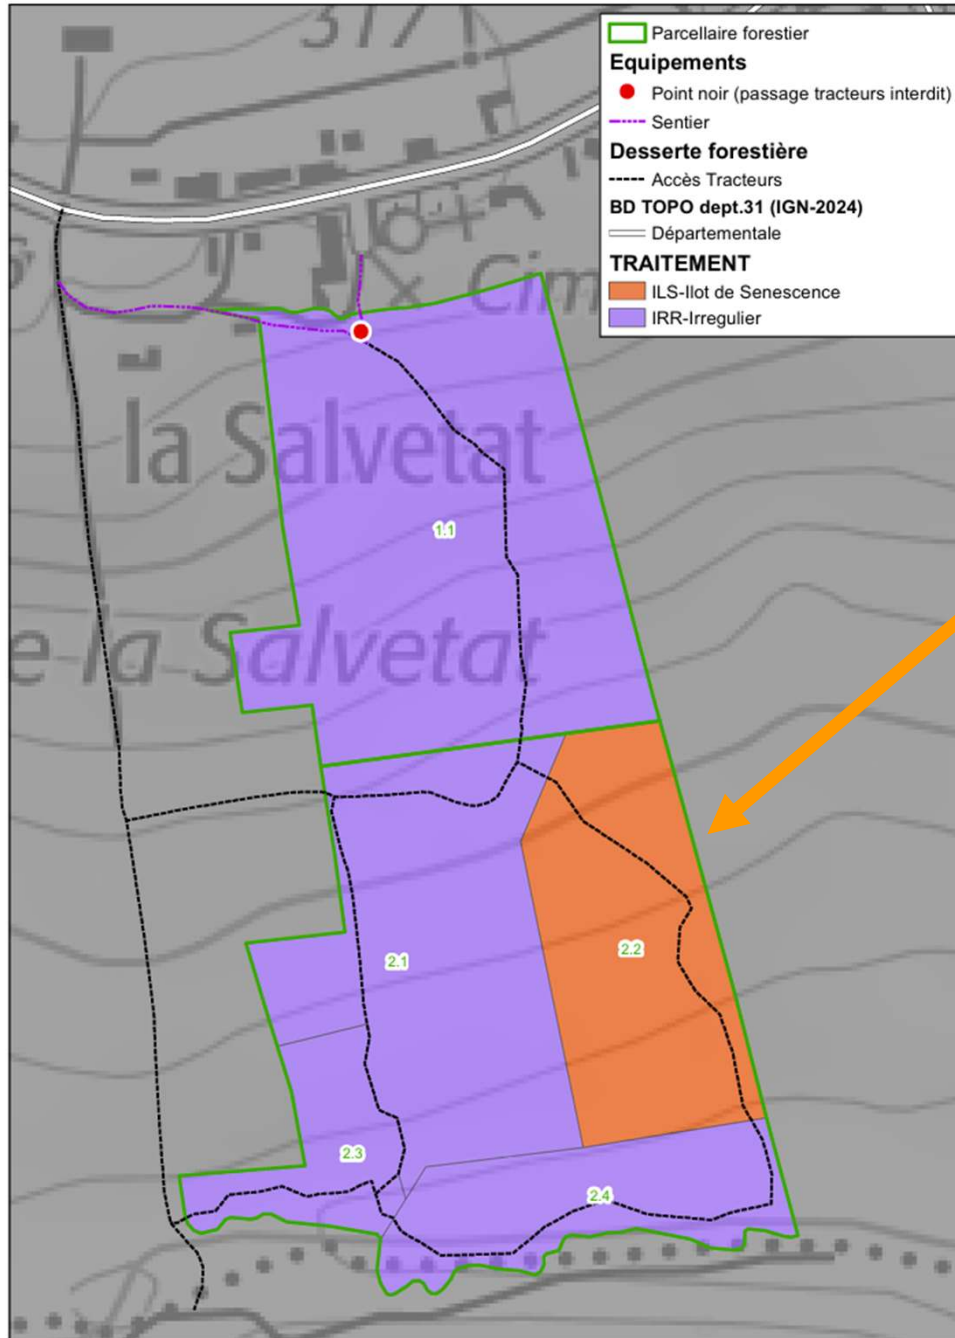 317
Parcellaire forestier
Equipements
Point noir (passage tracteurs interdit)
Sentier
Desserte forestière
Accès Tracteurs
BD TOPO dept.31 (IGN-2024)
Départementale
TRAITEMENT
ILS-Ilot de Senescence
IRR-Irregulier
Cim
la Salvetat
1.1
e la Salvetat
2.2
2.1
2.3
2.4